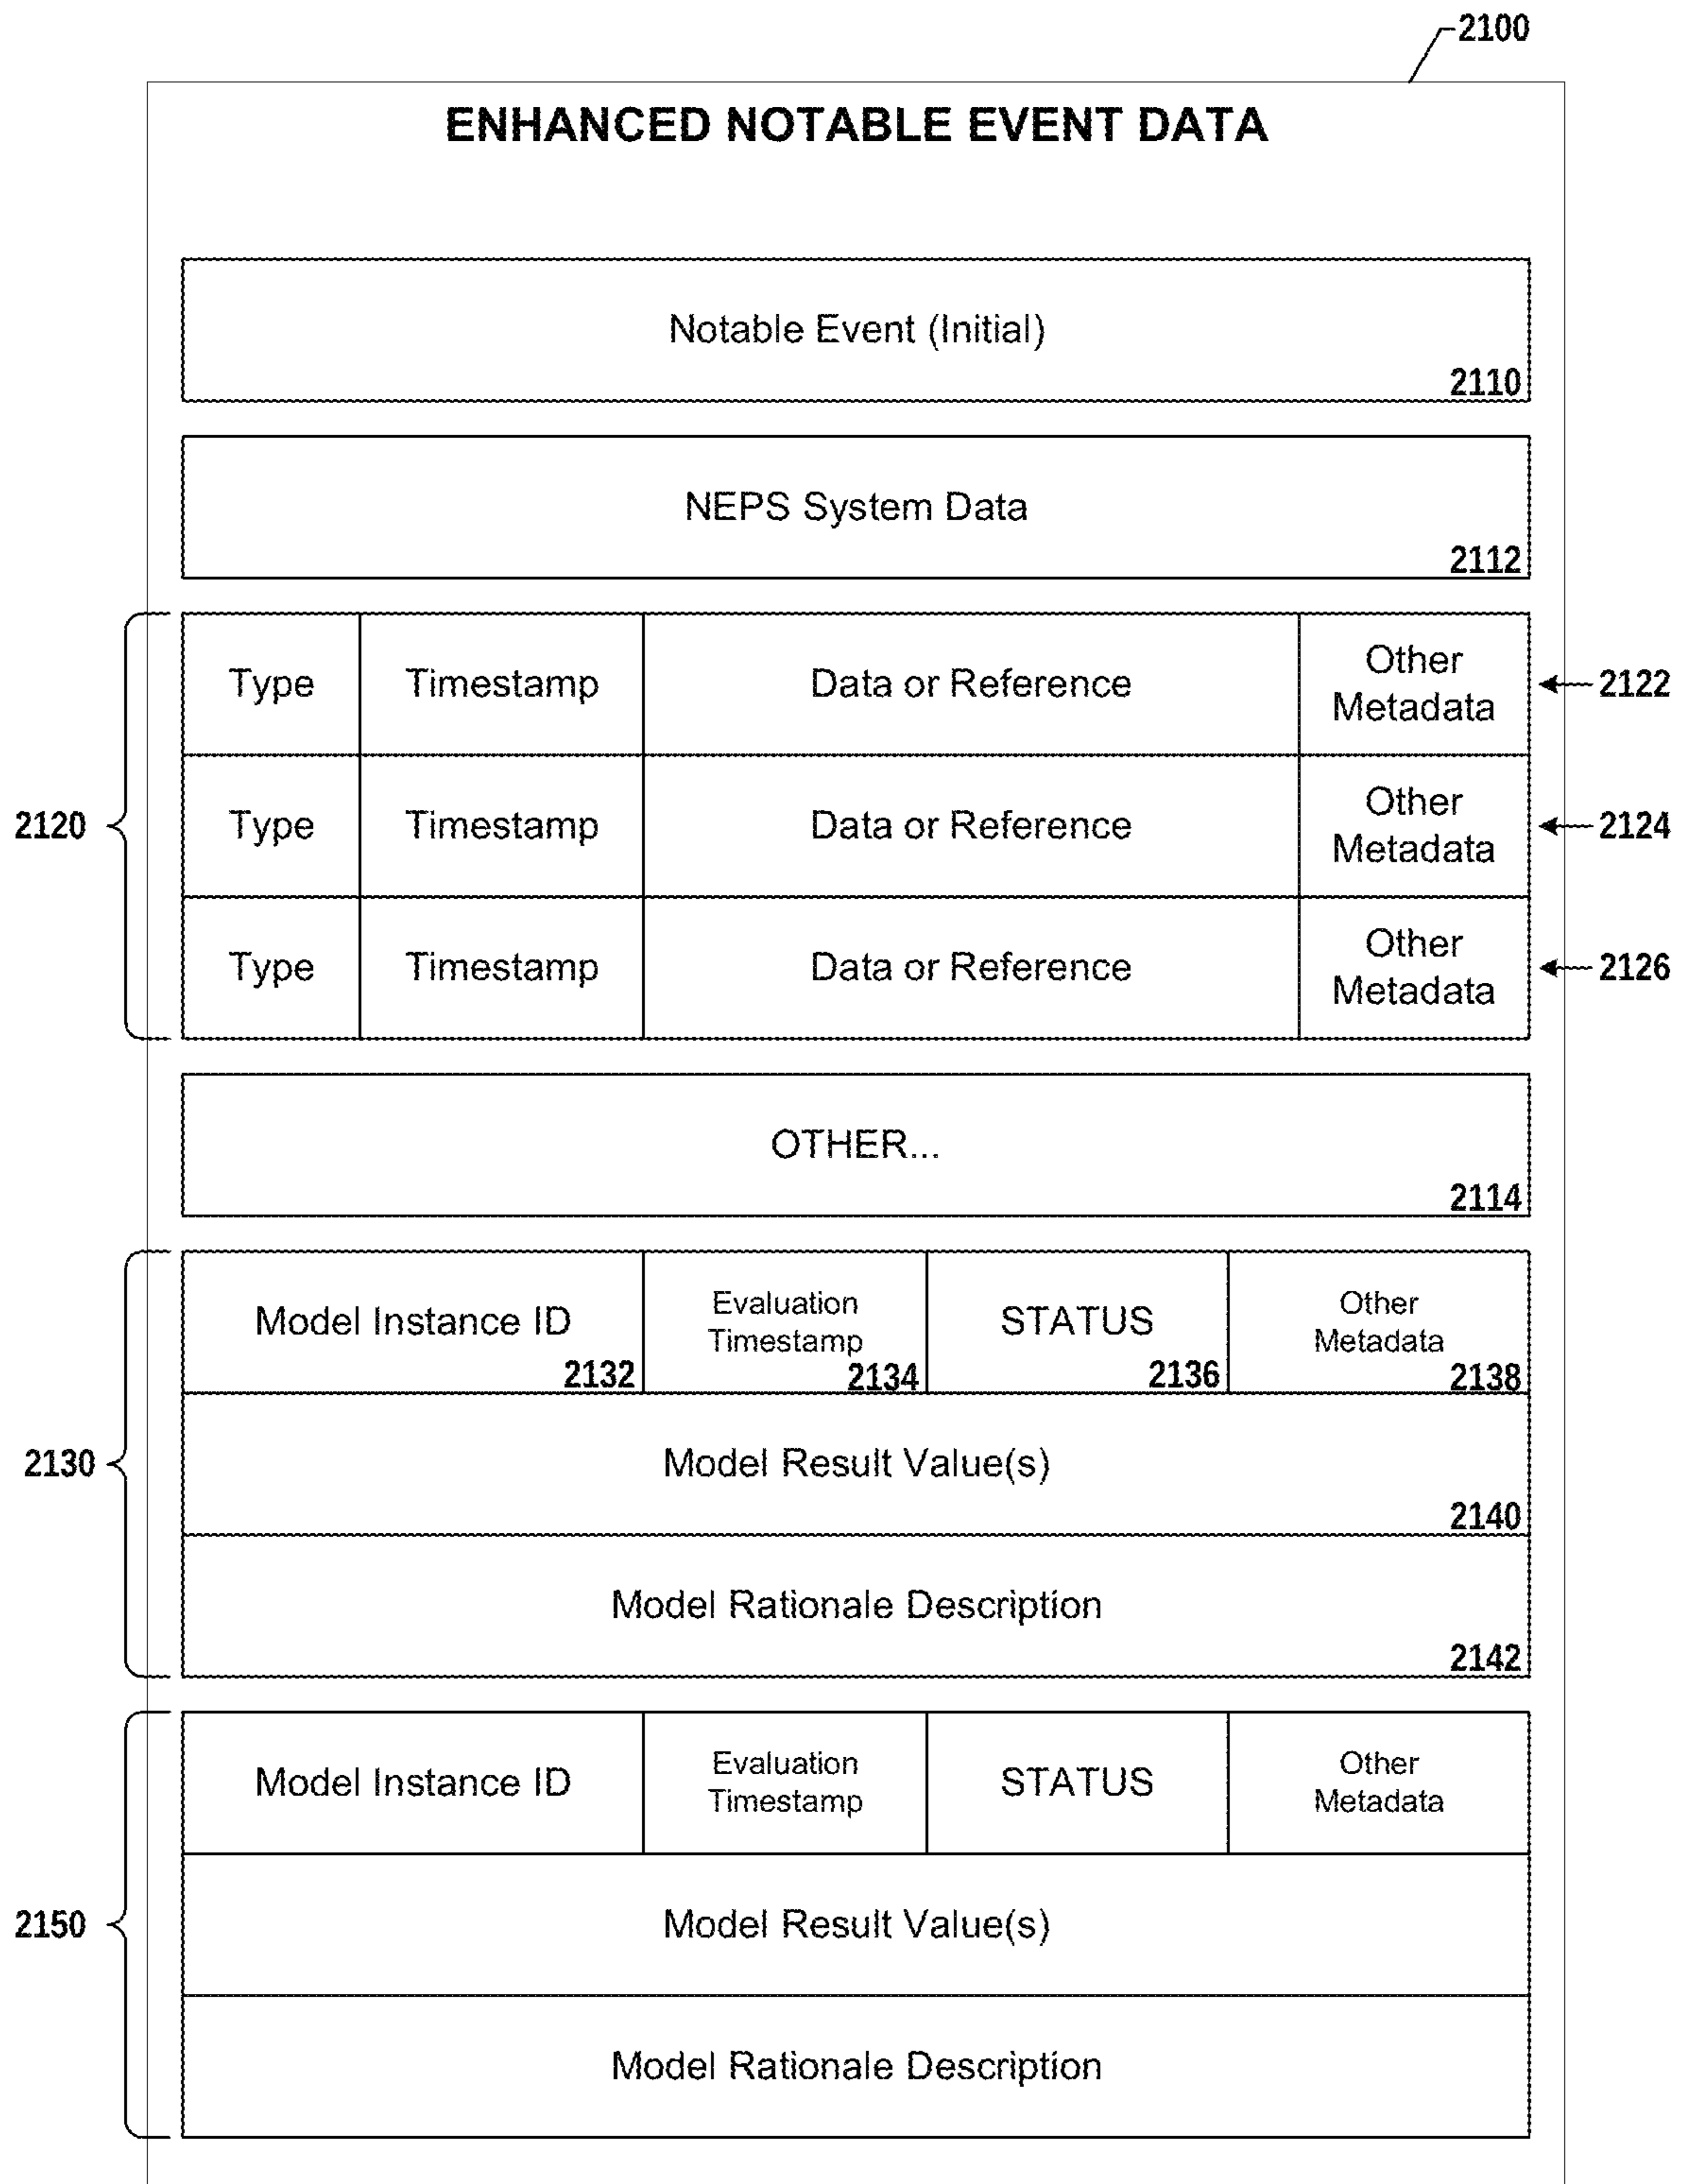 2100
ENHANCED NOTABLE EVENT DATA
Notable Event (Initial)
2110
NEPS System Data
2112
2120
Type
Timestamp
Data or Reference
Other
Metadata
2122
Type
Timestamp
Data or Reference
Other
Metadata
2124
Type
Timestamp
Data or Reference
Other
Metadata
2126
OTHER...
2114
2130
Model Instance ID
2132
Evaluation
Timestamp
2134
STATUS
2136
Other
Metadata
2138
Model Result Value(s)
2140
Model Rationale Description
2142
2150
Model Instance ID
Evaluation
Timestamp
STATUS
Other
Metadata
Model Result Value(s)
Model Rationale Description